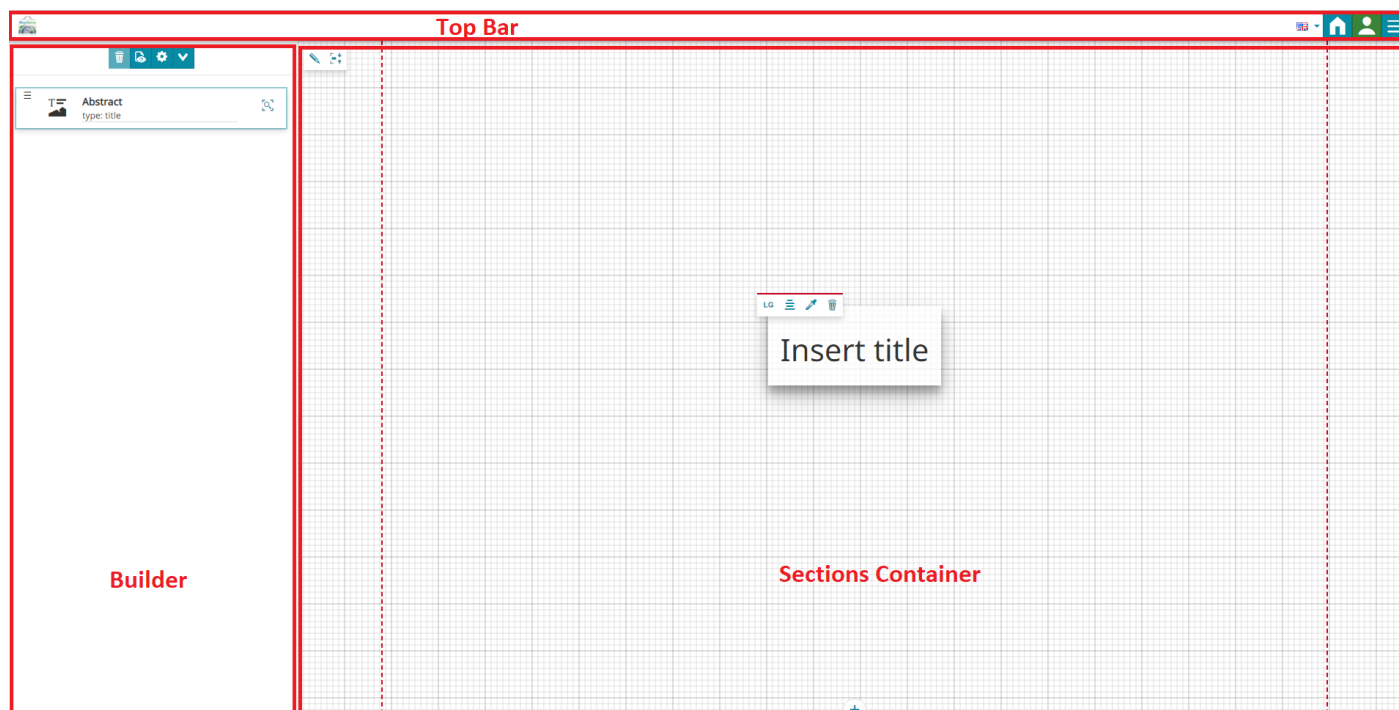 Top Bar
Abstract
type: title
LG
Insert title
Builder
Sections Container